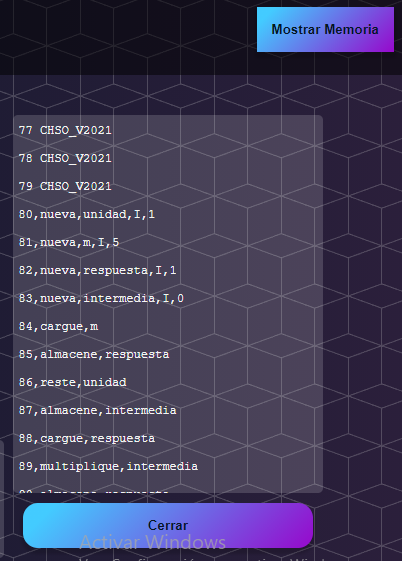 Mostrar Memoria
77 CHSO_V2021
78 CHSO_V2021
79 CHSO_V2021
80,nueva,unidad,I,1
81,nueva,m,I,5
82,nueva,respuesta,I,1
83,nueva,intermedia,I,0
84,cargue,m
85,almacene,respuesta
86,reste,unidad
87,almacene,intermedia
88,cargue,respuesta
89,multiplique,intermedia
Cerrar
Activar Windows